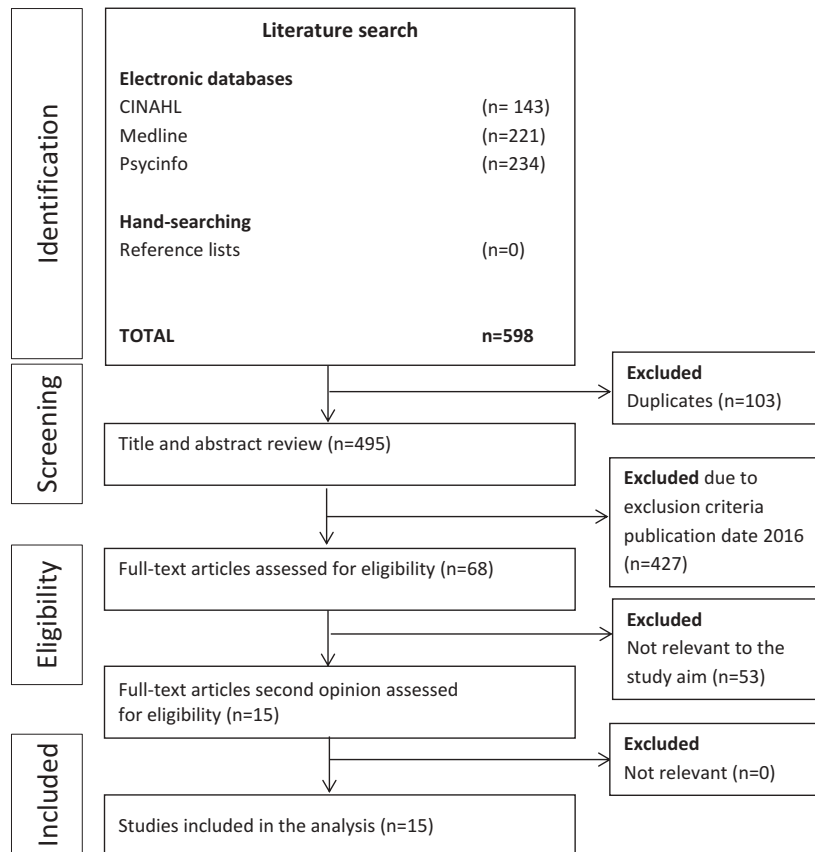 Identification
Literature search
Electronic databases
CINAHL (n= 143)
Medline (n=221)
Psycinfo (n=234)
Hand-searching
Reference lists (n=0)
TOTAL n=598
Excluded
Duplicates (n=103)
Screening
Title and abstract review (n=495)
Excluded due to
exclusion criteria
publication date 2016
(n=427)
Eligibility
Full-text articles assessed for eligibility (n=68)
Excluded
Not relevant to the
study aim (n=53)
Full-text articles second opinion assessed
for eligibility (n=15)
Excluded
Not relevant (n=0)
Included
Studies included in the analysis (n=15)